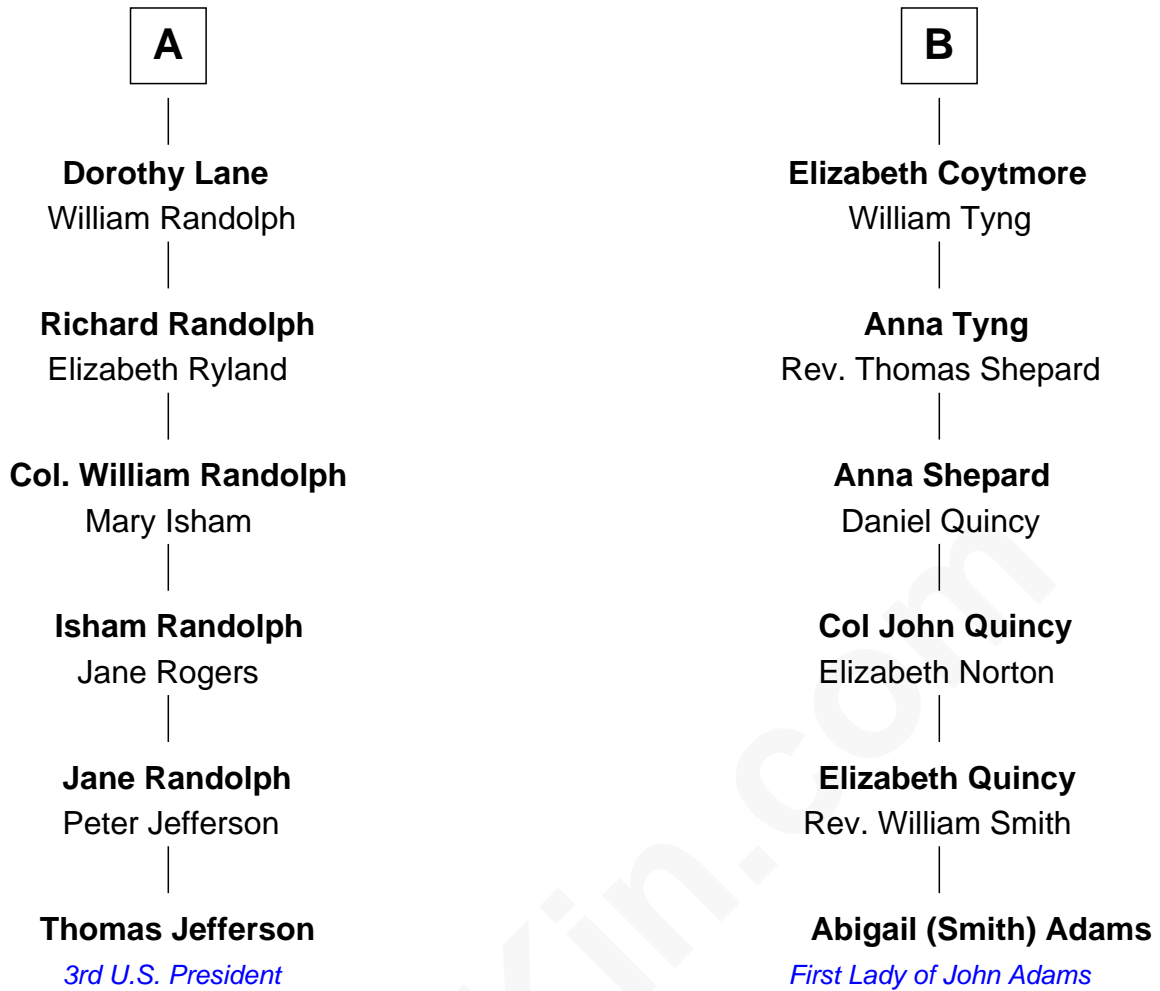 A
Dorothy Lane
William Randolph
Richard Randolph
Elizabeth Ryland
Col. William Randolph
Mary Isham
Isham Randolph
Jane Rogers
Jane Randolph
Peter Jefferson
Thomas Jefferson
3rd U.S. President
B
Elizabeth Coytmore
William Tyng
Anna Tyng
Rev. Thomas Shepard
Anna Shepard
Daniel Quincy
Col John Quincy
Elizabeth Norton
Elizabeth Quincy
Rev. William Smith
Abigail (Smith) Adams
First Lady of John Adams